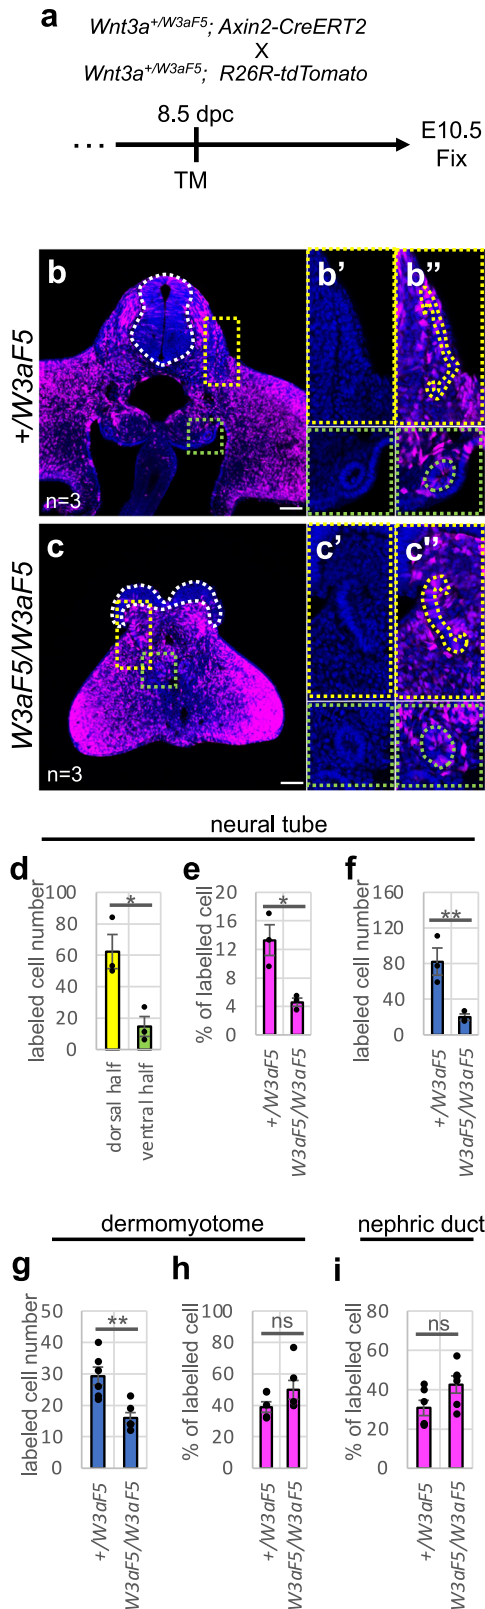 a
Wnt3a+/W3aF5; Axin2-CreERT2
X
Wnt3a+/W3aF5; R26R-tdTomato
8.5 dpc
...
TM
E10.5
Fix
b
b'
b''
+/W3aF5
n=3
c
c'
c''
W3aF5/W3aF5
n=3
neural tube
d
labeled cell number
100
80
60
40
20
0
*
dorsal half
ventral half
e
% of labelled cell
20
16
12
8
4
0
*
+/W3aF5
W3aF5/W3aF5
f
labeled cell number
160
120
80
40
0
**
+/W3aF5
W3aF5/W3aF5
dermomyotome
nephric duct
g
labeled cell number
50
40
30
20
10
0
**
+/W3aF5
W3aF5/W3aF5
h
% of labelled cell
100
80
60
40
20
0
ns
+/W3aF5
W3aF5/W3aF5
i
% of labelled cell
80
60
40
20
0
ns
+/W3aF5
W3aF5/W3aF5